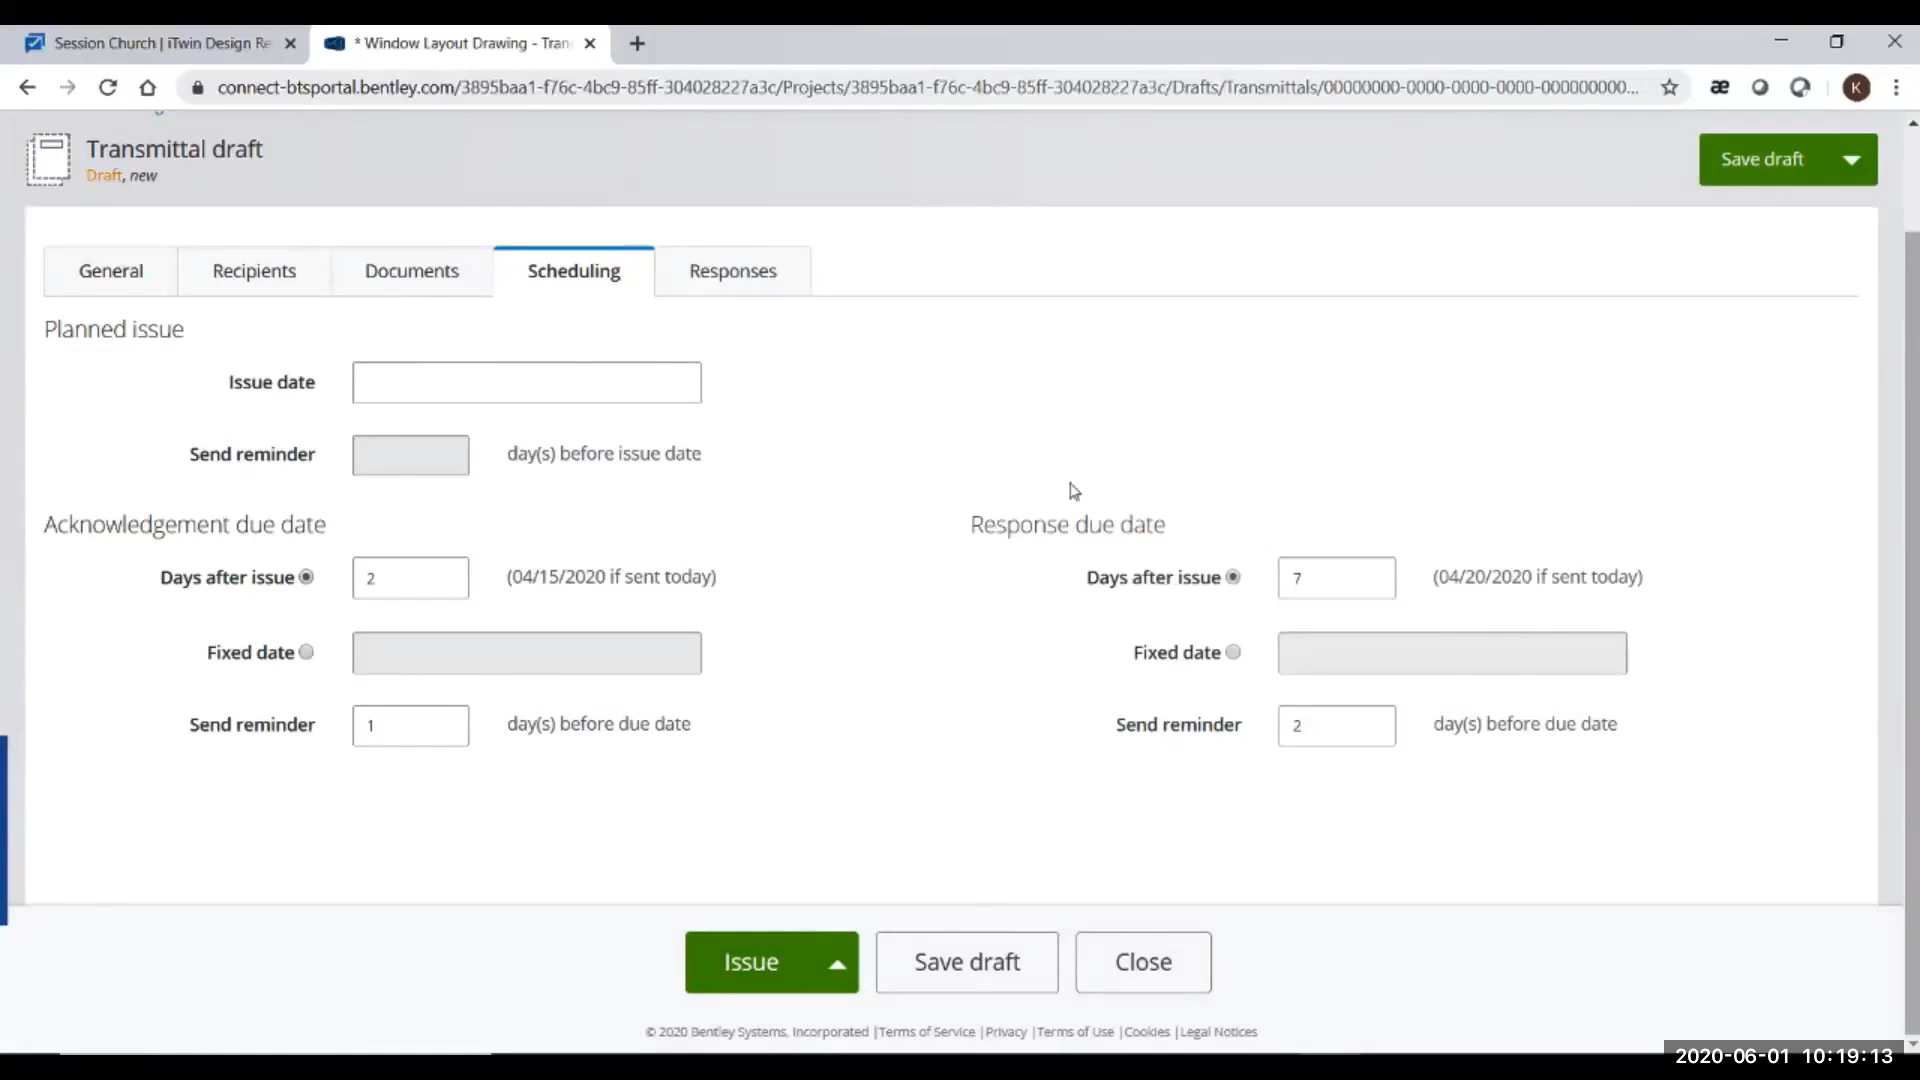 Session Church | iTwin Design Re
* Window Layout Drawing - Tran
connect-btsportal.bentley.com/3895baa1-f76c-4bc9-85ff-304028227a3c/Projects/3895baa1-f76c-4bc9-85ff-304028227a3c/Drafts/Transmittals/00000000-0000-0000-0000-000000000...
æ
K
Transmittal draft
Draft, new
Save draft
General
Recipients
Documents
Scheduling
Responses
Planned issue
Issue date
Send reminder
day(s) before issue date
Acknowledgement due date
Response due date
Days after issue
2
(04/15/2020 if sent today)
Days after issue
7
(04/20/2020 if sent today)
Fixed date
Fixed date
Send reminder
1
day(s) before due date
Send reminder
2
day(s) before due date
Issue
Save draft
Close
© 2020 Bentley Systems, Incorporated |Terms of Service |Privacy |Terms of Use |Cookies |Legal Notices
2020-06-01 10:19:13